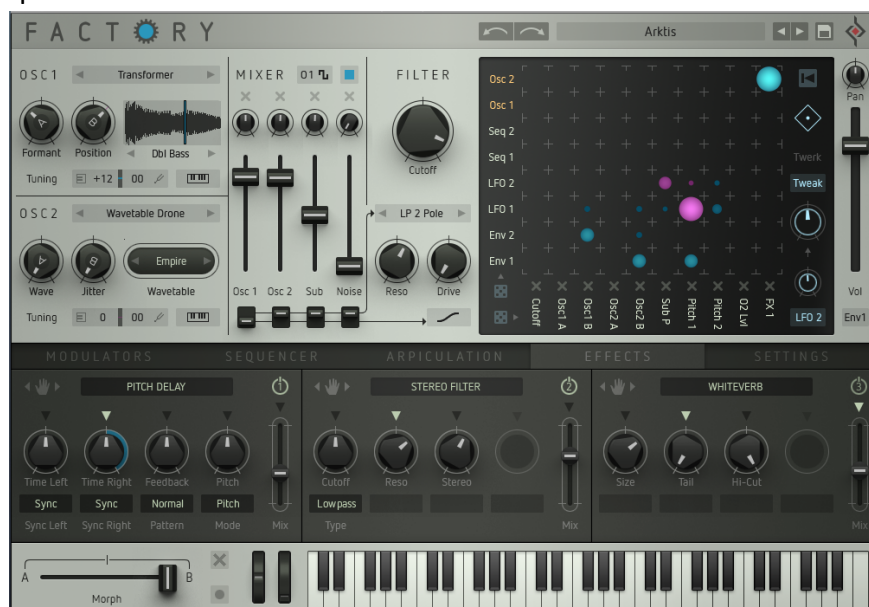 FACTORY
Arktis
OSC1
Transformer
A
B
Formant
Position
Dbl Bass
Tuning
+12
00
OSC2
Wavetable Drone
A
B
Empire
Wave
Jitter
Wavetable
Tuning
0
00
MIXER
01
Osc 1
Osc 2
Sub
Noise
FILTER
Cutoff
LP 2 Pole
Reso
Drive
Osc 2
Osc 1
Seq 2
Seq 1
LFO 2
LFO 1
Env 2
Env 1
Cutoff
Osc1 A
Osc1 B
Osc2 A
Osc2 B
Sub P
Pitch 1
Pitch 2
O2 Lvl
FX 1
Twerk
Tweak
LFO 2
Pan
Vol
Env1
MODULATORS
SEQUENCER
ARPICULATION
EFFECTS
SETTINGS
PITCH DELAY
1
Time Left
Time Right
Feedback
Pitch
Sync
Sync
Normal
Pitch
Sync Left
Sync Right
Pattern
Mode
Mix
STEREO FILTER
2
Cutoff
Reso
Stereo
Lowpass
Type
Mix
WHITEVERB
3
Size
Tail
Hi-Cut
Mix
A
B
Morph